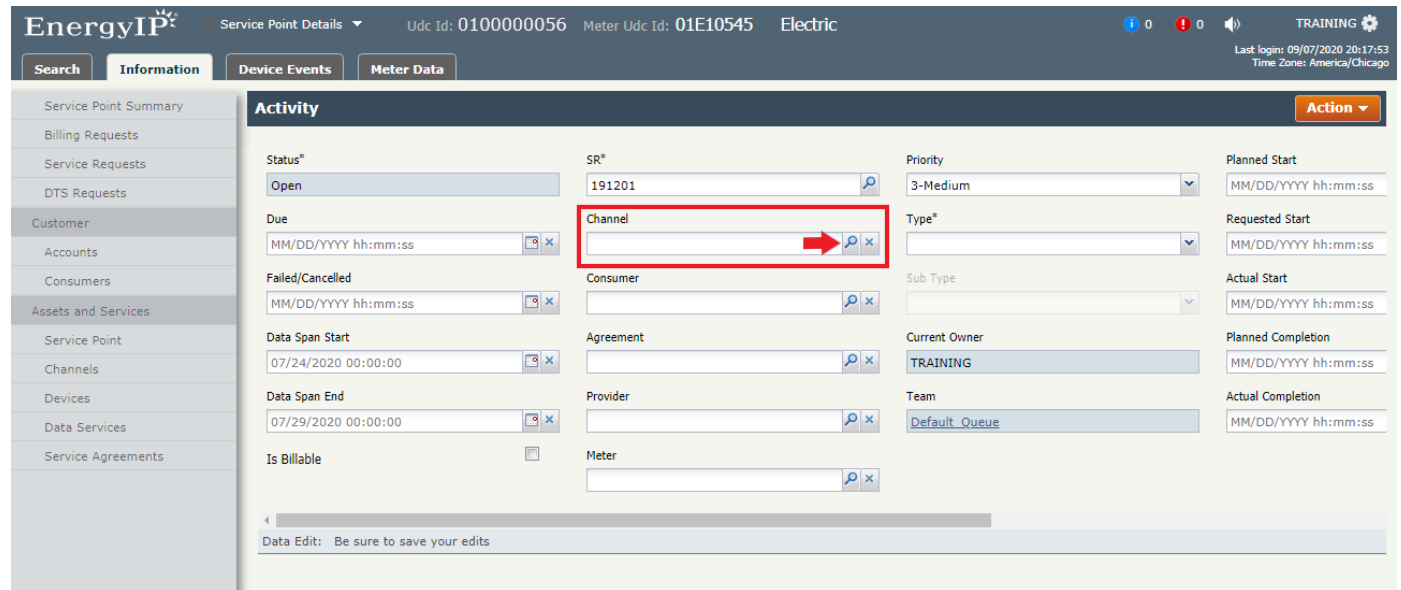 EnergyIP Service Point Details Udc Id: 0100000056 Meter Udc Id: 01E10545 Electric 0 0 TRAINING
Last login: 09/07/2020 20:17:53
Time Zone: America/Chicago
Search Information Device Events Meter Data
Service Point Summary
Billing Requests
Service Requests
DTS Requests
Customer
Accounts
Consumers
Assets and Services
Service Point
Channels
Devices
Data Services
Service Agreements
Activity Action
Status* SR* Priority Planned Start
Open 191201 3-Medium MM/DD/YYYY hh:mm:ss
Due Channel Type* Requested Start
MM/DD/YYYY hh:mm:ss MM/DD/YYYY hh:mm:ss
Failed/Cancelled Consumer Sub Type Actual Start
MM/DD/YYYY hh:mm:ss MM/DD/YYYY hh:mm:ss
Data Span Start Agreement Current Owner Planned Completion
07/24/2020 00:00:00 TRAINING MM/DD/YYYY hh:mm:ss
Data Span End Provider Team Actual Completion
07/29/2020 00:00:00 Default_Queue MM/DD/YYYY hh:mm:ss
Is Billable Meter
Data Edit: Be sure to save your edits